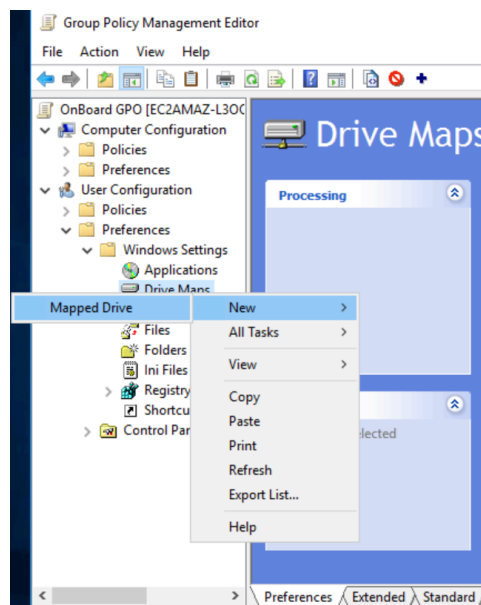 Group Policy Management Editor
File Action View Help
OnBoard GPO [EC2AMAZ-L3OC
Computer Configuration
Policies
Preferences
User Configuration
Policies
Preferences
Windows Settings
Applications
Drive Maps
Files
Folders
Ini Files
Registry
Shortcu
Control Par
Mapped Drive
New
All Tasks
View
Copy
Paste
Print
Refresh
Export List...
Help
Drive Maps
Processing
elected
Preferences Extended Standard